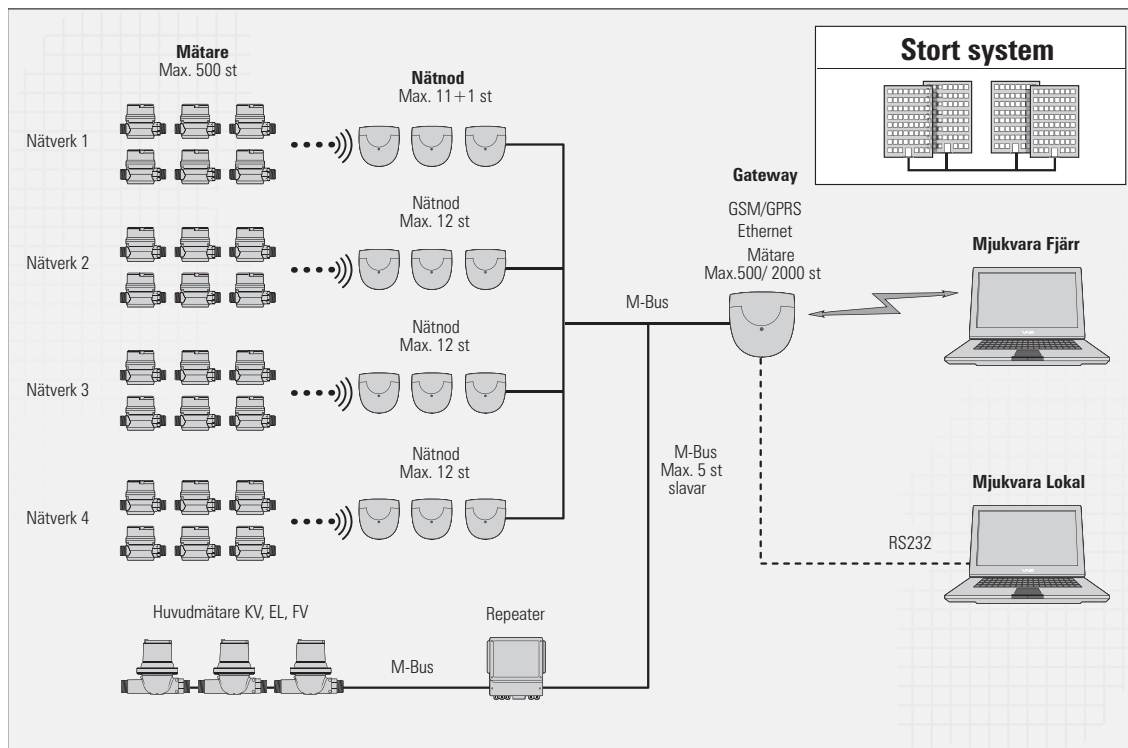 Stort system
Mätare
Max. 500 st
Nätnod
Max. 11+1 st
Nätverk 1
Nätnod
Max. 12 st
Nätverk 2
Nätnod
Max. 12 st
Nätverk 3
Nätnod
Max. 12 st
Nätverk 4
Gateway
GSM/GPRS
Ethernet
Mätare
Max.500/ 2000 st
M-Bus
Mjukvara Fjärr
M-Bus
Max. 5 st
slavar
Mjukvara Lokal
RS232
Huvudmätare KV, EL, FV
M-Bus
Repeater